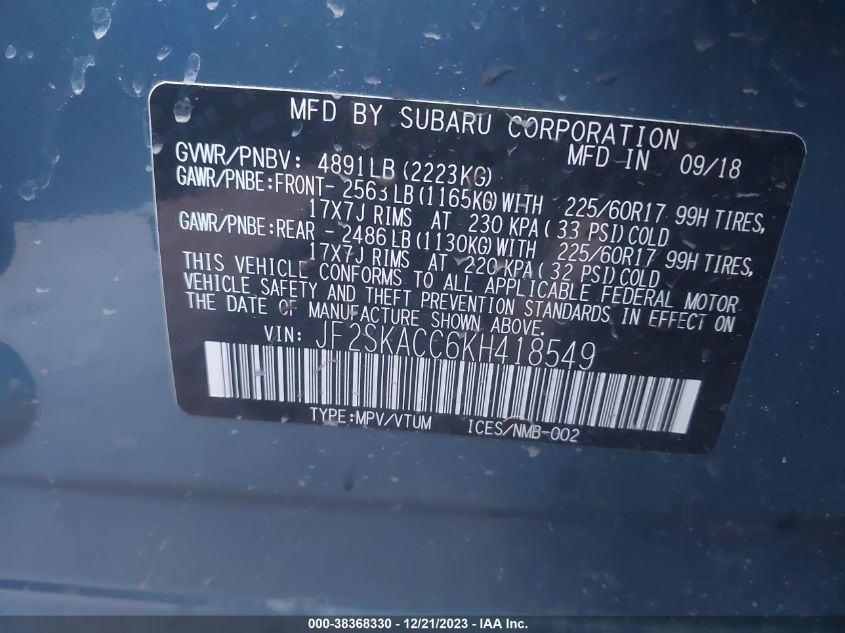 MFD BY SUBARU CORPORATION
MFD IN 09/18
GVWR/PNBV: 4891LB(2223KG)
GAWR/PNBE:FRONT- 2563LB(1165KG)WITH 225/60R17 99H TIRES,
17X7J RIMS AT 230 KPA(33 PSI)COLD
GAWR/PNBE:REAR - 2486LB(1130KG)WITH 225/60R17 99H TIRES,
17X7J RIMS AT 220 KPA(32 PSI)COLD
THIS VEHICLE CONFORMS TO ALL APPLICABLE FEDERAL MOTOR
VEHICLE SAFETY AND THEFT PREVENTION STANDARDS IN EFFECT ON
THE DATE OF MANUFACTURE SHOWN ABOVE.
VIN: JF2SKACC6KH418549
TYPE:MPV/VTUM ICES/NMB-002
000-38368330 - 12/21/2023 - IAA Inc.